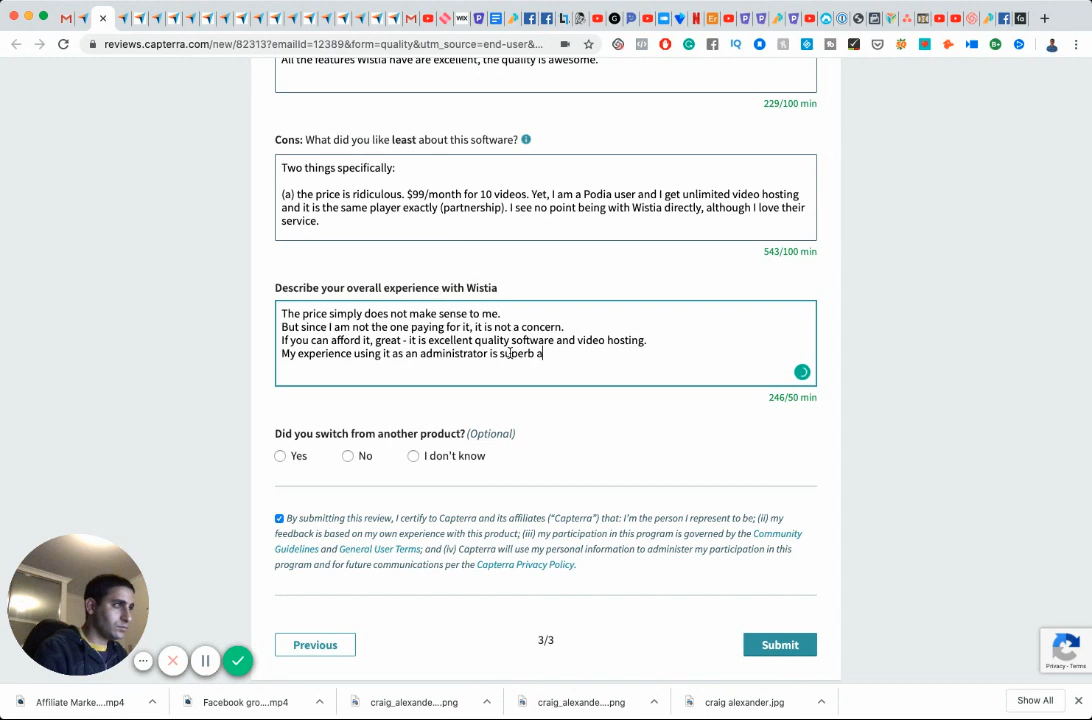 reviews.capterra.com/new/82313?emailId=12389&form=quality&utm_source=end-user&...
All the features Wistia have are excellent, the quality is awesome.
229/100 min
Cons: What did you like least about this software?
Two things specifically:
(a) the price is ridiculous. $99/month for 10 videos. Yet, I am a Podia user and I get unlimited video hosting
and it is the same player exactly (partnership). I see no point being with Wistia directly, although I love their
service.
543/100 min
Describe your overall experience with Wistia
The price simply does not make sense to me.
But since I am not the one paying for it, it is not a concern.
If you can afford it, great - it is excellent quality software and video hosting.
My experience using it as an administrator is superb a
246/50 min
Did you switch from another product? (Optional)
Yes No I don't know
By submitting this review, I certify to Capterra and its affiliates (“Capterra”) that: I'm the person I represent to be; (ii) my
feedback is based on my own experience with this product; (iii) my participation in this program is governed by the Community
Guidelines and General User Terms; and (iv) Capterra will use my personal information to administer my participation in this
program and for future communications per the Capterra Privacy Policy.
Previous 3/3 Submit
Privacy - Terms
Affiliate Marke....mp4 Facebook gro....mp4 craig_alexande....png craig_alexande....png craig alexander.jpg Show All